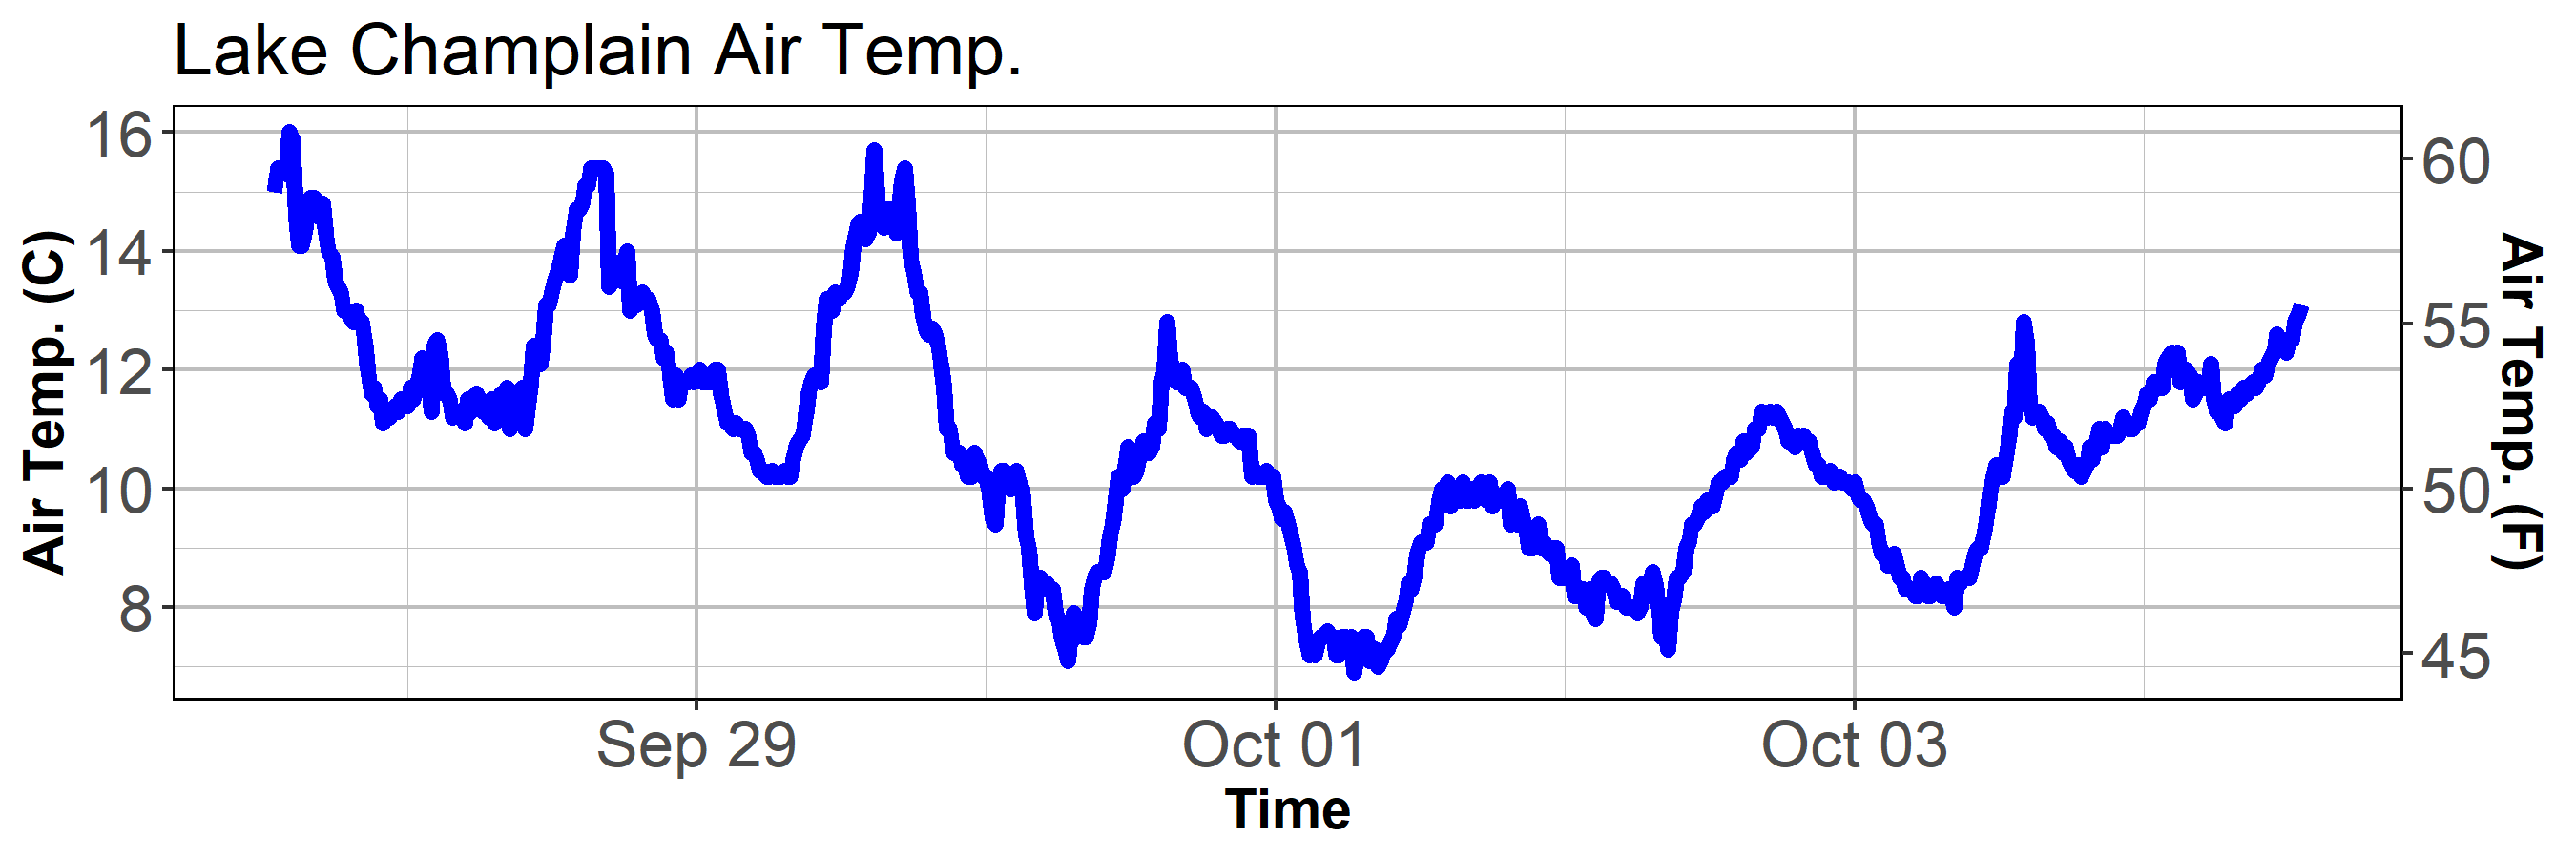 Lake Champlain Air Temp.
16
14
12
10
8
Air Temp. (C)
60
55
50
45
Air Temp. (F)
Sep 29
Oct 01
Oct 03
Time